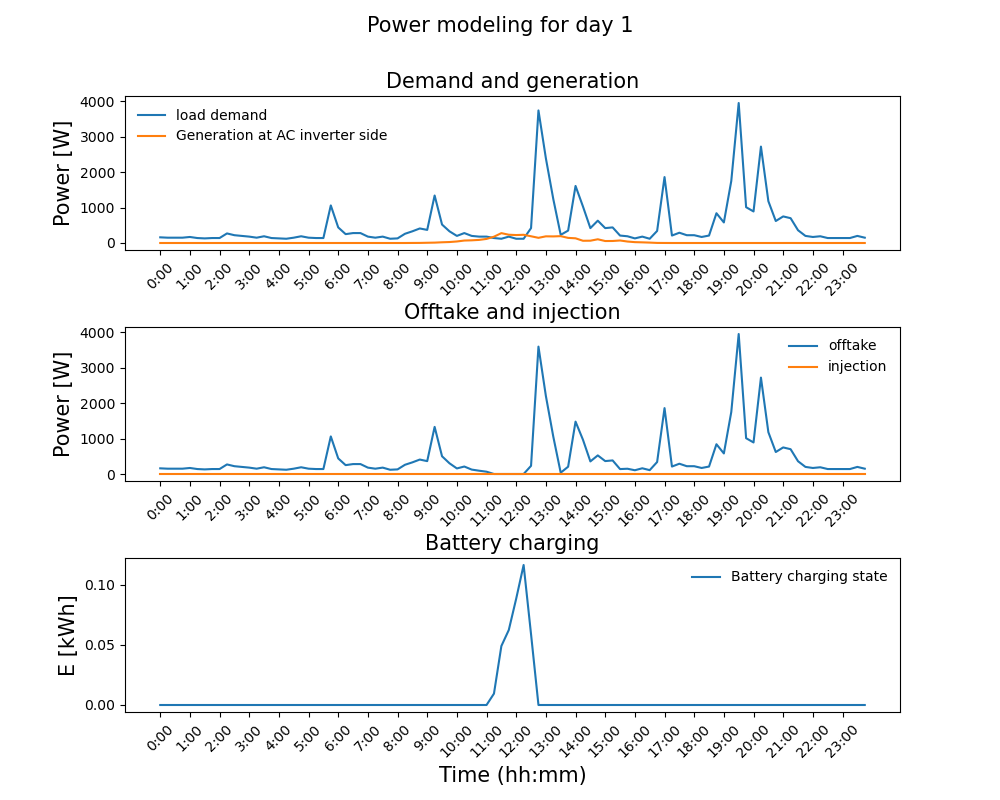 Power modeling for day 1
Demand and generation
Power [W]
4000
3000
2000
1000
0
load demand
Generation at AC inverter side
0:00 1:00 2:00 3:00 4:00 5:00 6:00 7:00 8:00 9:00 10:00 11:00 12:00 13:00 14:00 15:00 16:00 17:00 18:00 19:00 20:00 21:00 22:00 23:00
Offtake and injection
Power [W]
4000
3000
2000
1000
0
offtake
injection
0:00 1:00 2:00 3:00 4:00 5:00 6:00 7:00 8:00 9:00 10:00 11:00 12:00 13:00 14:00 15:00 16:00 17:00 18:00 19:00 20:00 21:00 22:00 23:00
Battery charging
E [kWh]
0.10
0.05
0.00
Battery charging state
0:00 1:00 2:00 3:00 4:00 5:00 6:00 7:00 8:00 9:00 10:00 11:00 12:00 13:00 14:00 15:00 16:00 17:00 18:00 19:00 20:00 21:00 22:00 23:00
Time (hh:mm)